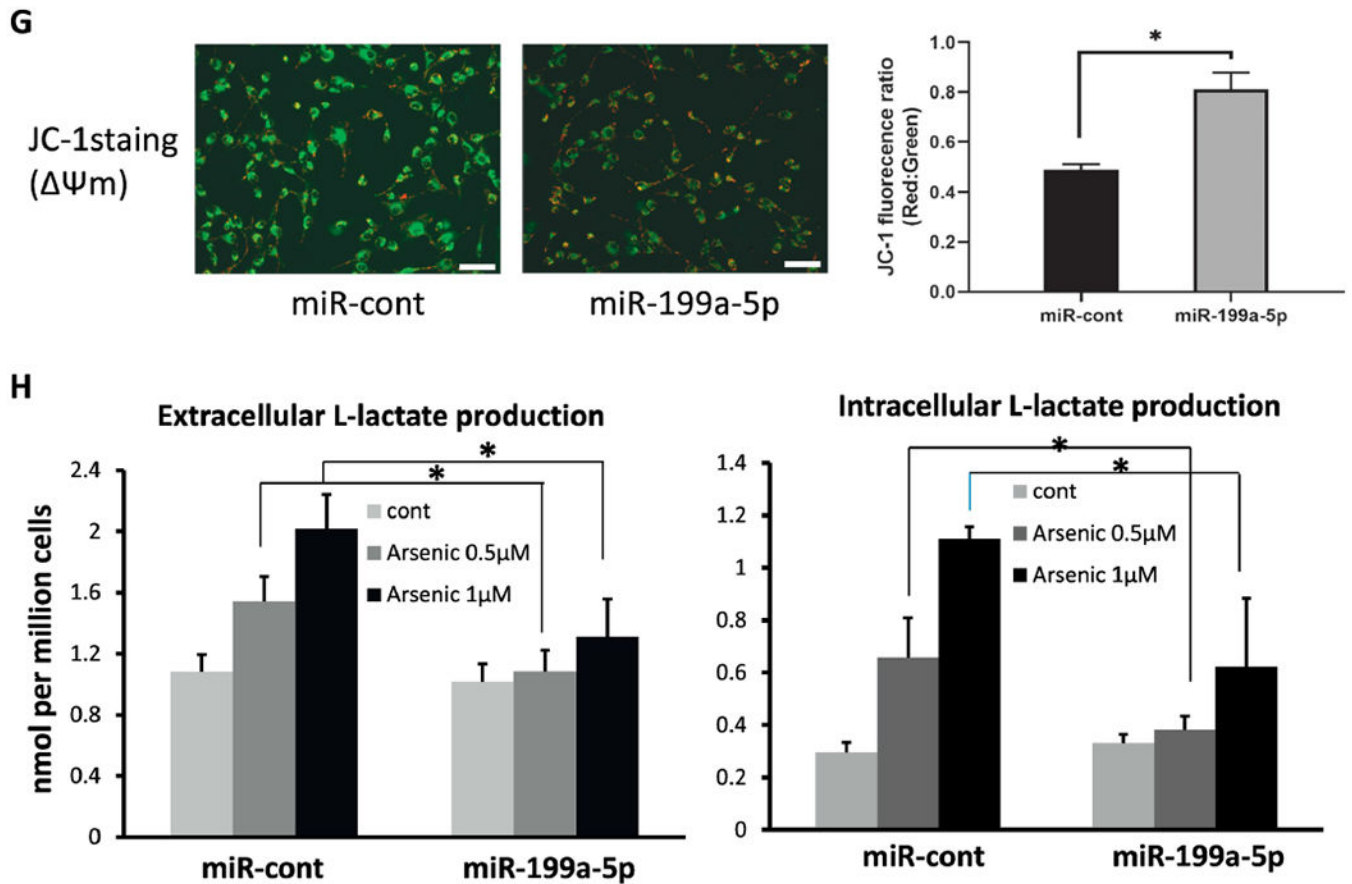 G
JC-1staing
(ΔΨm)
miR-cont
miR-199a-5p
JC-1 fluorecence ratio
(Red:Green)
1.0
0.8
0.6
0.4
0.2
0.0
*
miR-cont
miR-199a-5p
H
Extracellular L-lactate production
nmol per million cells
2.4
2
1.6
1.2
0.8
0.4
0
*
*
cont
Arsenic 0.5μM
Arsenic 1μM
miR-cont
miR-199a-5p
Intracellular L-lactate production
1.4
1.2
1
0.8
0.6
0.4
0.2
0
*
*
cont
Arsenic 0.5μM
Arsenic 1μM
miR-cont
miR-199a-5p